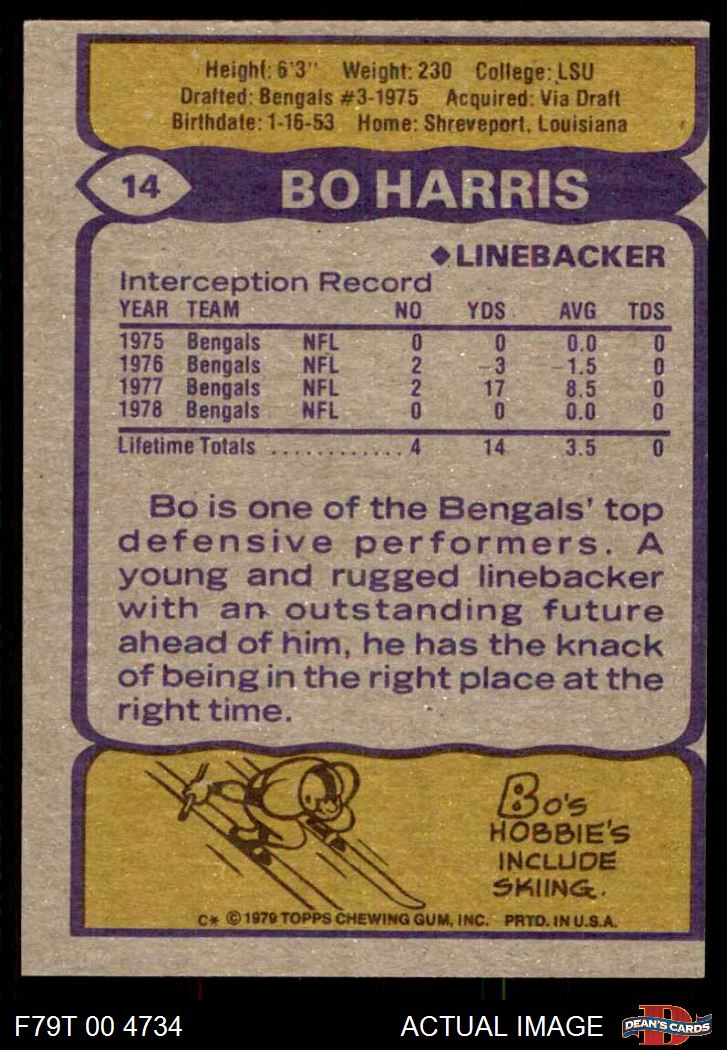 Height: 6'3" Weight: 230 College: LSU
Drafted: Bengals #3-1975 Acquired: Via Draft
Birthdate: 1-16-53 Home: Shreveport, Louisiana
14 BO HARRIS
◆LINEBACKER
Interception Record
YEAR TEAM NO YDS AVG TDS
1975 Bengals NFL 0 0 0.0 0
1976 Bengals NFL 2 -3 -1.5 0
1977 Bengals NFL 2 17 8.5 0
1978 Bengals NFL 0 0 0.0 0
Lifetime Totals ............ 4 14 3.5 0
Bo is one of the Bengals' top
defensive performers. A
young and rugged linebacker
with an outstanding future
ahead of him, he has the knack
of being in the right place at the
right time.
Bo's
HOBBIE'S
INCLUDE
SKIING.
C* © 1979 TOPPS CHEWING GUM, INC. PRTD. IN U.S.A.
F79T 00 4734 ACTUAL IMAGE D DEAN'S CARDS